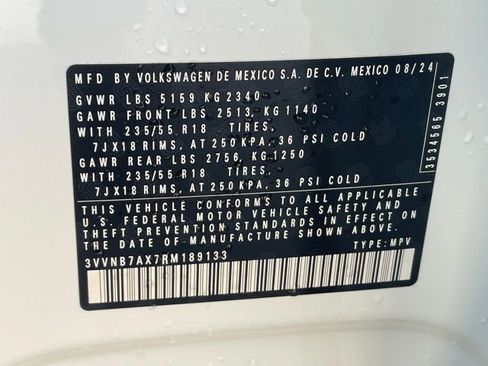 MFD BY VOLKSWAGEN DE MEXICO S.A. DE C.V. MEXICO 08/24
GVWR LBS 5159 KG 2340
GAWR FRONT LBS 2513, KG 1140
WITH 235/55 R18 TIRES.
7JX18 RIMS, AT 250 KPA, 36 PSI COLD
GAWR REAR LBS 2756, KG 1250
WITH 235/55 R18 TIRES.
7JX18 RIMS, AT 250 KPA, 36 PSI COLD
THIS VEHICLE CONFORMS TO ALL APPLICABLE
U.S. FEDERAL MOTOR VEHICLE SAFETY AND
THEFT PREVENTION STANDARDS IN EFFECT ON
THE DATE OF MANUFACTURE SHOWN ABOVE.
3VVNB7AX7RM189133 TYPE: MPV
3534565 3901